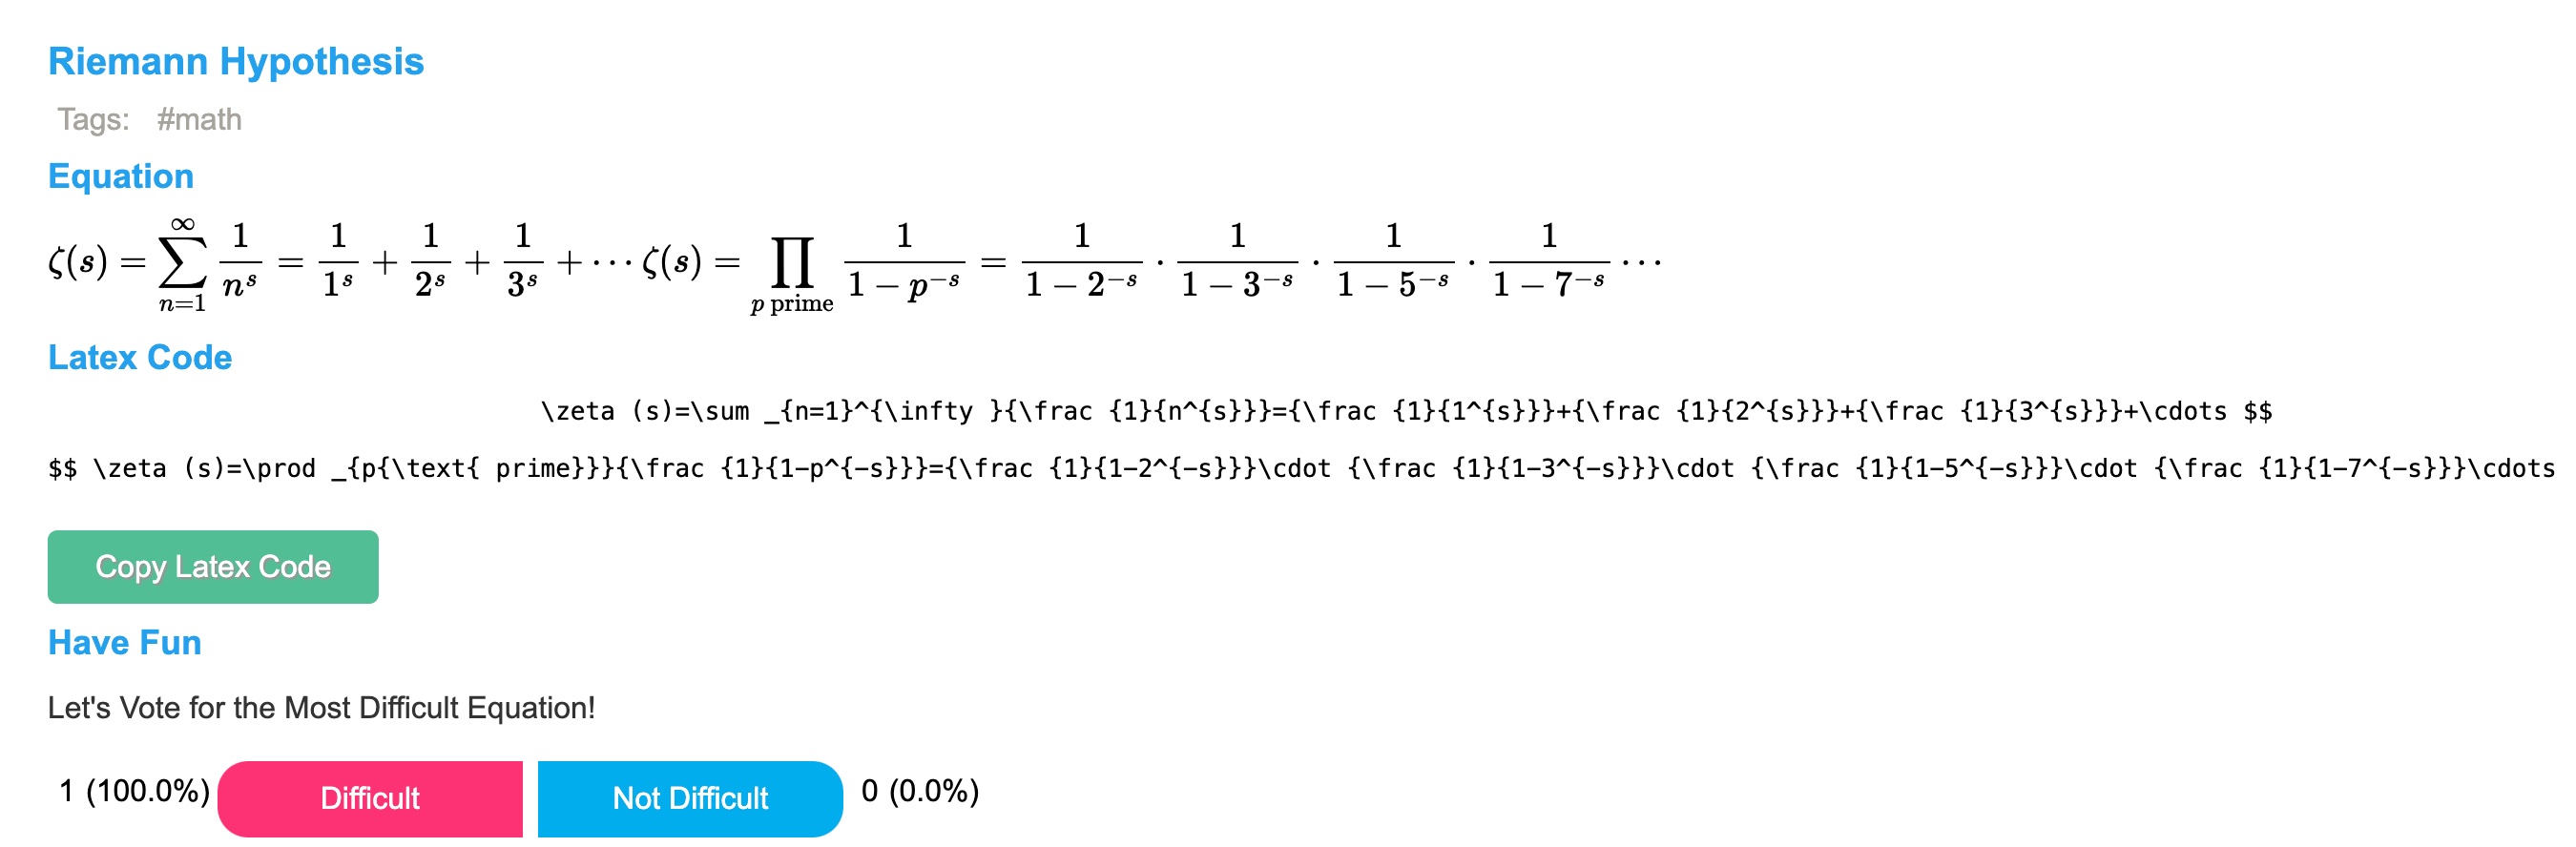 Riemann Hypothesis
Tags: #math
Equation
ζ(s) = ∑_{n=1}^{∞} 1/n^s = 1/1^s + 1/2^s + 1/3^s + ⋯ ζ(s) = ∏_{p prime} 1/(1 − p^{−s}) = 1/(1 − 2^{−s}) · 1/(1 − 3^{−s}) · 1/(1 − 5^{−s}) · 1/(1 − 7^{−s}) ⋯
Latex Code
\zeta (s)=\sum _{n=1}^{\infty }{\frac {1}{n^{s}}}={\frac {1}{1^{s}}}+{\frac {1}{2^{s}}}+{\frac {1}{3^{s}}}+\cdots $$
$$ \zeta (s)=\prod _{p{\text{ prime}}}{\frac {1}{1-p^{-s}}}={\frac {1}{1-2^{-s}}}\cdot {\frac {1}{1-3^{-s}}}\cdot {\frac {1}{1-5^{-s}}}\cdot {\frac {1}{1-7^{-s}}}\cdots
Copy Latex Code
Have Fun
Let's Vote for the Most Difficult Equation!
1 (100.0%) Difficult Not Difficult 0 (0.0%)